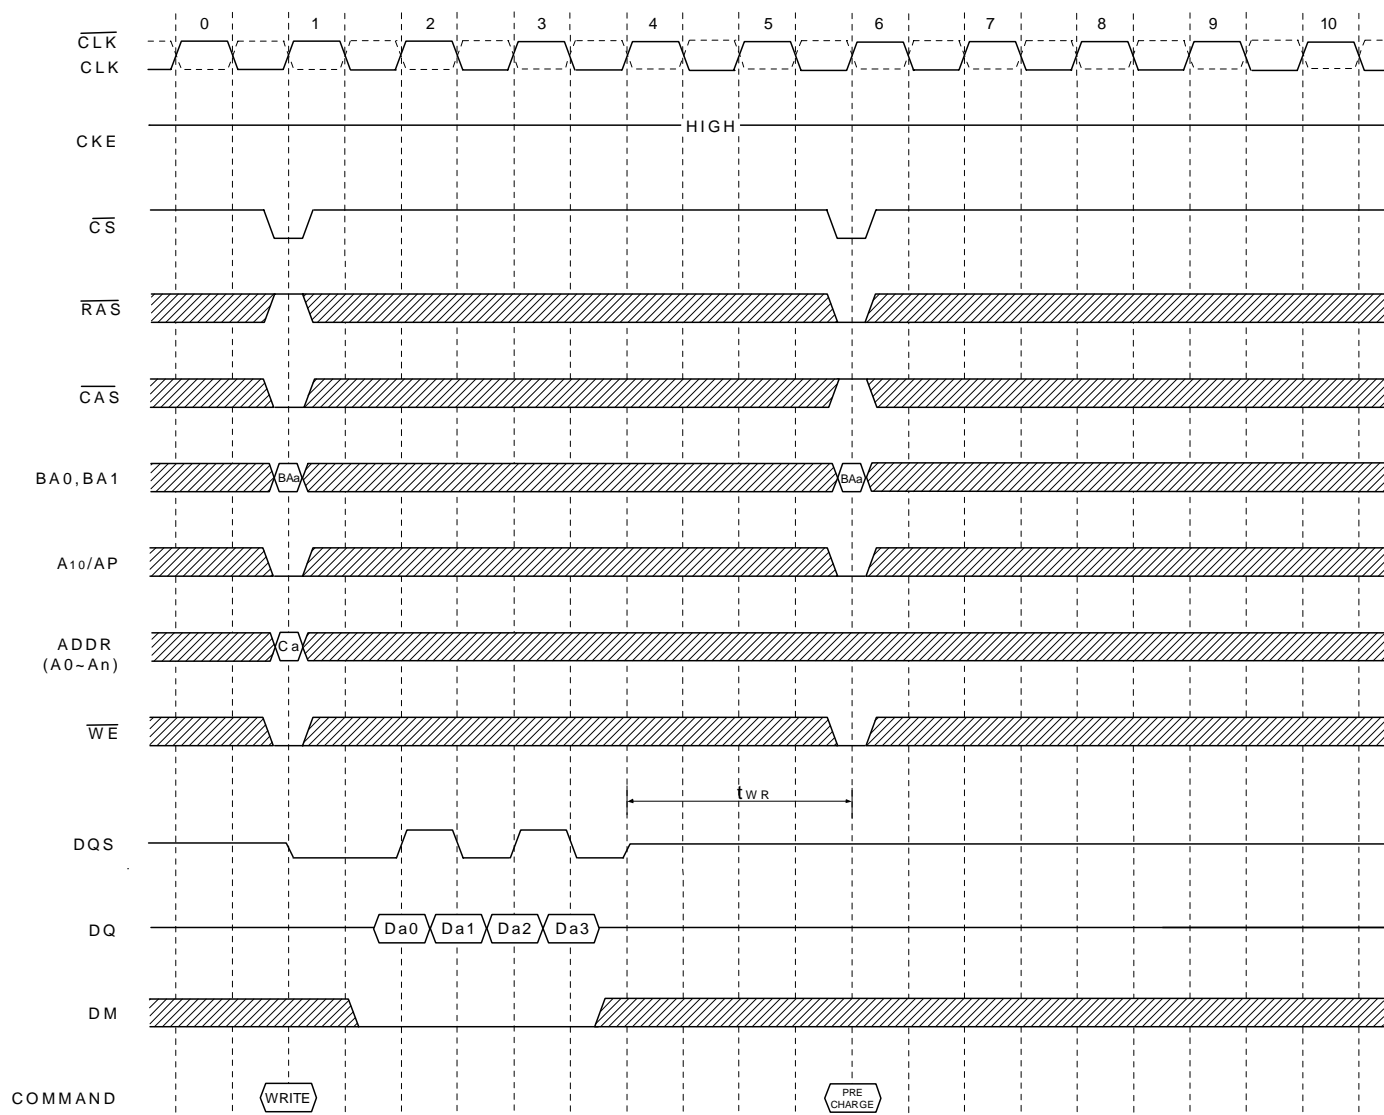 0 1 2 3 4 5 6 7 8 9 10
CLK
CLK
HIGH
CKE
CS
RAS
CAS
BA0,BA1 BAa BAa
A10/AP
ADDR Ca
(A0~An)
WE
tWR
DQS
DQ Da0 Da1 Da2 Da3
DM
COMMAND WRITE PRE
CHARGE